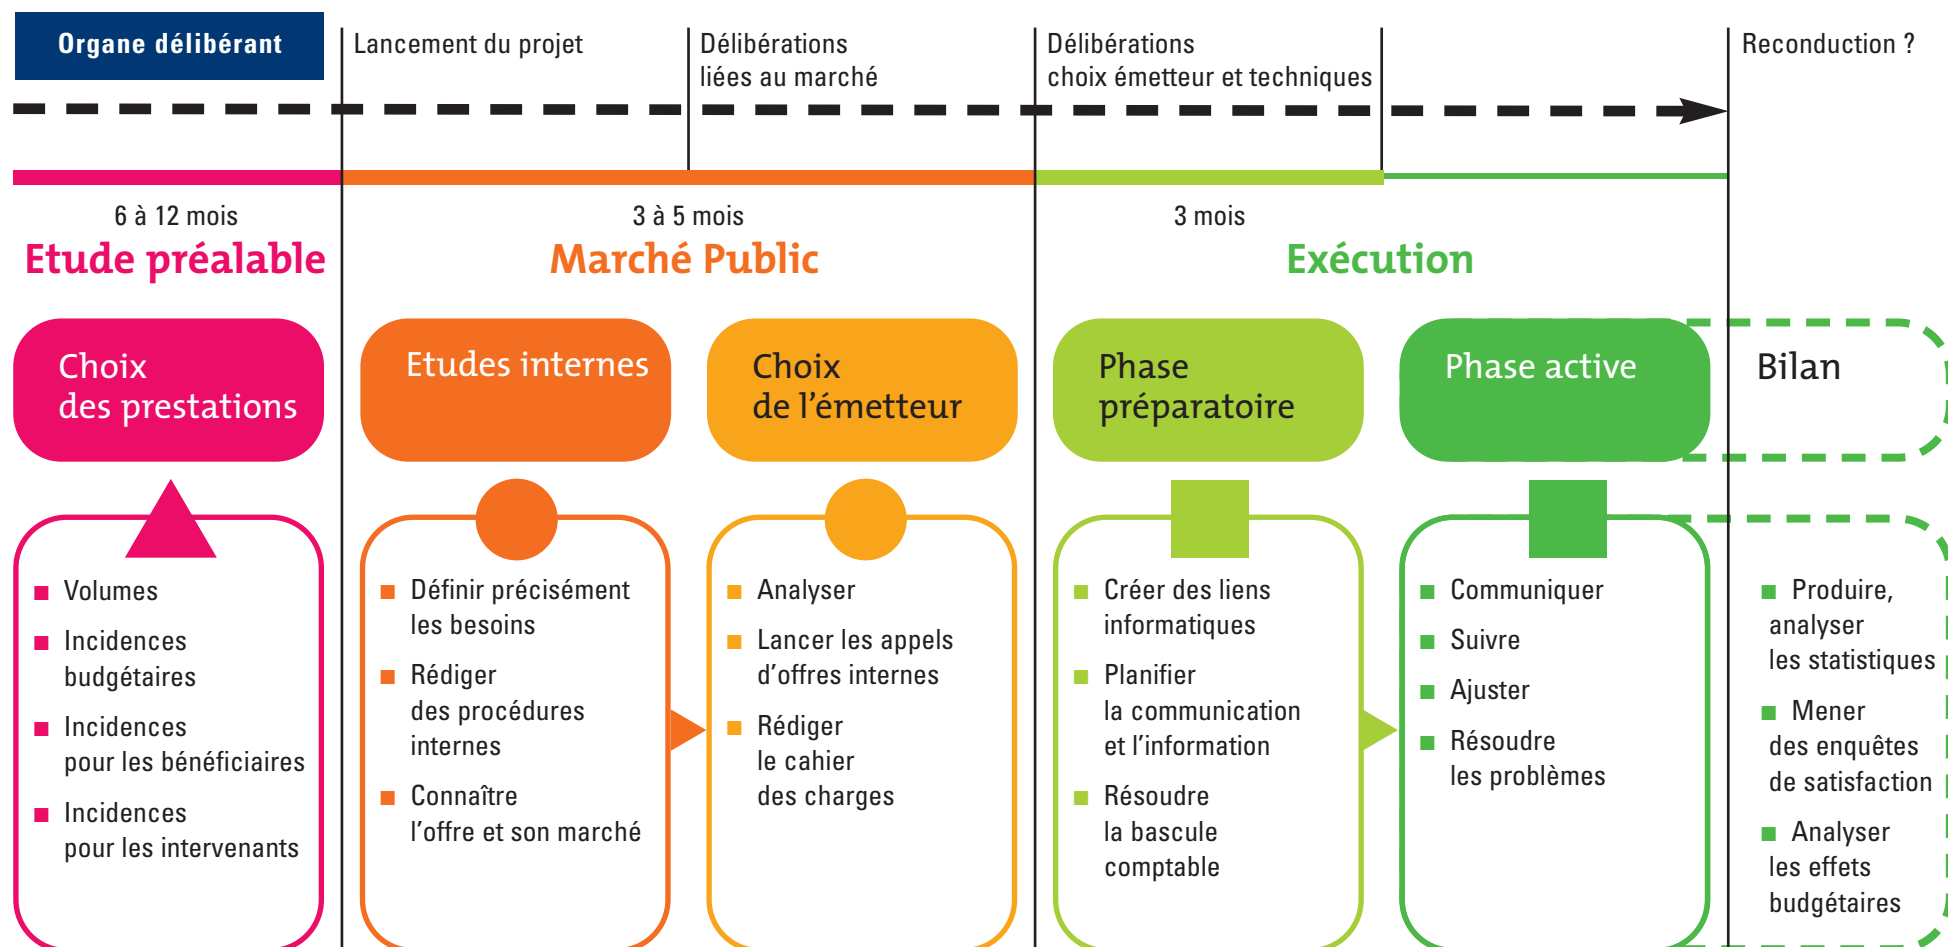 Organe délibérant
Lancement du projet
Délibérations
liées au marché
Délibérations
choix émetteur et techniques
Reconduction ?
6 à 12 mois
3 à 5 mois
3 mois
Etude préalable
Marché Public
Exécution
Choix
des prestations
Etudes internes
Choix
de l’émetteur
Phase
préparatoire
Phase active
Bilan
Volumes
Incidences
budgétaires
Incidences
pour les bénéficiaires
Incidences
pour les intervenants
Définir précisément
les besoins
Rédiger
des procédures
internes
Connaître
l’offre et son marché
Analyser
Lancer les appels
d’offres internes
Rédiger
le cahier
des charges
Créer des liens
informatiques
Planifier
la communication
et l’information
Résoudre
la bascule
comptable
Communiquer
Suivre
Ajuster
Résoudre
les problèmes
Produire,
analyser
les statistiques
Mener
des enquêtes
de satisfaction
Analyser
les effets
budgétaires